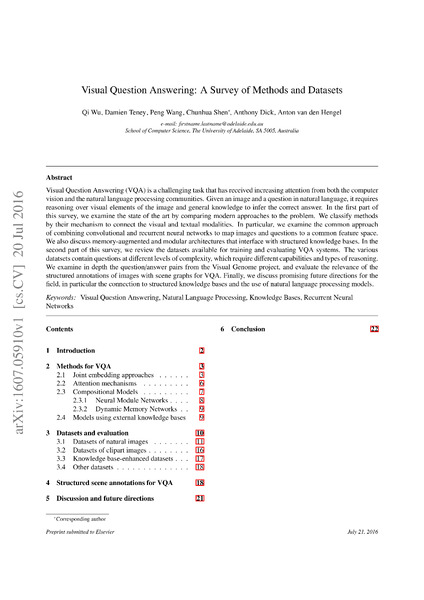 arXiv:1607.05910v1 [cs.CV] 20 Jul 2016
Visual Question Answering: A Survey of Methods and Datasets
Qi Wu, Damien Teney, Peng Wang, Chunhua Shen*, Anthony Dick, Anton van den Hengel
e-mail: firstname.lastname@adelaide.edu.au
School of Computer Science, The University of Adelaide, SA 5005, Australia
Abstract
Visual Question Answering (VQA) is a challenging task that has received increasing attention from both the computer
vision and the natural language processing communities. Given an image and a question in natural language, it requires
reasoning over visual elements of the image and general knowledge to infer the correct answer. In the first part of
this survey, we examine the state of the art by comparing modern approaches to the problem. We classify methods
by their mechanism to connect the visual and textual modalities. In particular, we examine the common approach
of combining convolutional and recurrent neural networks to map images and questions to a common feature space.
We also discuss memory-augmented and modular architectures that interface with structured knowledge bases. In the
second part of this survey, we review the datasets available for training and evaluating VQA systems. The various
datatsets contain questions at different levels of complexity, which require different capabilities and types of reasoning.
We examine in depth the question/answer pairs from the Visual Genome project, and evaluate the relevance of the
structured annotations of images with scene graphs for VQA. Finally, we discuss promising future directions for the
field, in particular the connection to structured knowledge bases and the use of natural language processing models.
Keywords: Visual Question Answering, Natural Language Processing, Knowledge Bases, Recurrent Neural
Networks
Contents
1 Introduction 2
2 Methods for VQA 3
2.1 Joint embedding approaches . . . . . . 3
2.2 Attention mechanisms . . . . . . . . . 6
2.3 Compositional Models . . . . . . . . . 7
2.3.1 Neural Module Networks . . . . 8
2.3.2 Dynamic Memory Networks . . 9
2.4 Models using external knowledge bases 9
3 Datasets and evaluation 10
3.1 Datasets of natural images . . . . . . . 11
3.2 Datasets of clipart images . . . . . . . . 16
3.3 Knowledge base-enhanced datasets . . . 17
3.4 Other datasets . . . . . . . . . . . . . . 18
4 Structured scene annotations for VQA 18
5 Discussion and future directions 21
6 Conclusion 22
*Corresponding author
Preprint submitted to Elsevier July 21, 2016